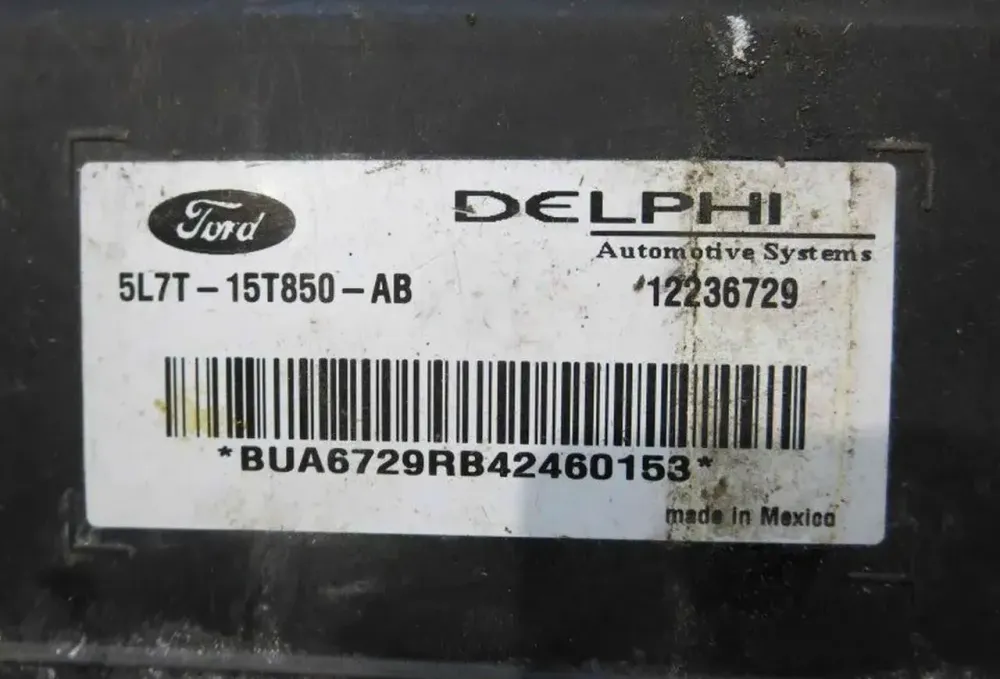 Ford
DELPHI
Automotive Systems
5L7T-15T850-AB
12236729
*BUA6729RB42460153*
made in Mexico